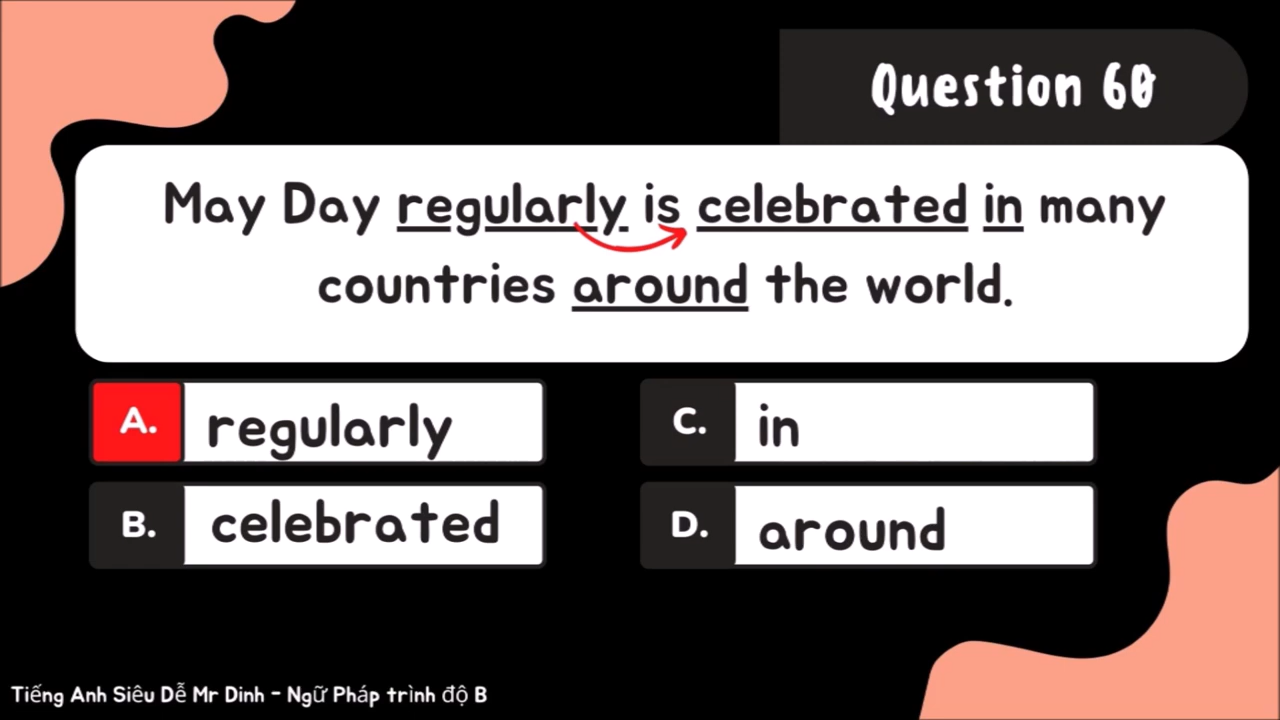 Question 60
May Day regularly is celebrated in many
countries around the world.
A. regularly
C. in
B. celebrated
D. around
Tiếng Anh Siêu Dễ Mr Dinh - Ngữ Pháp trình độ B